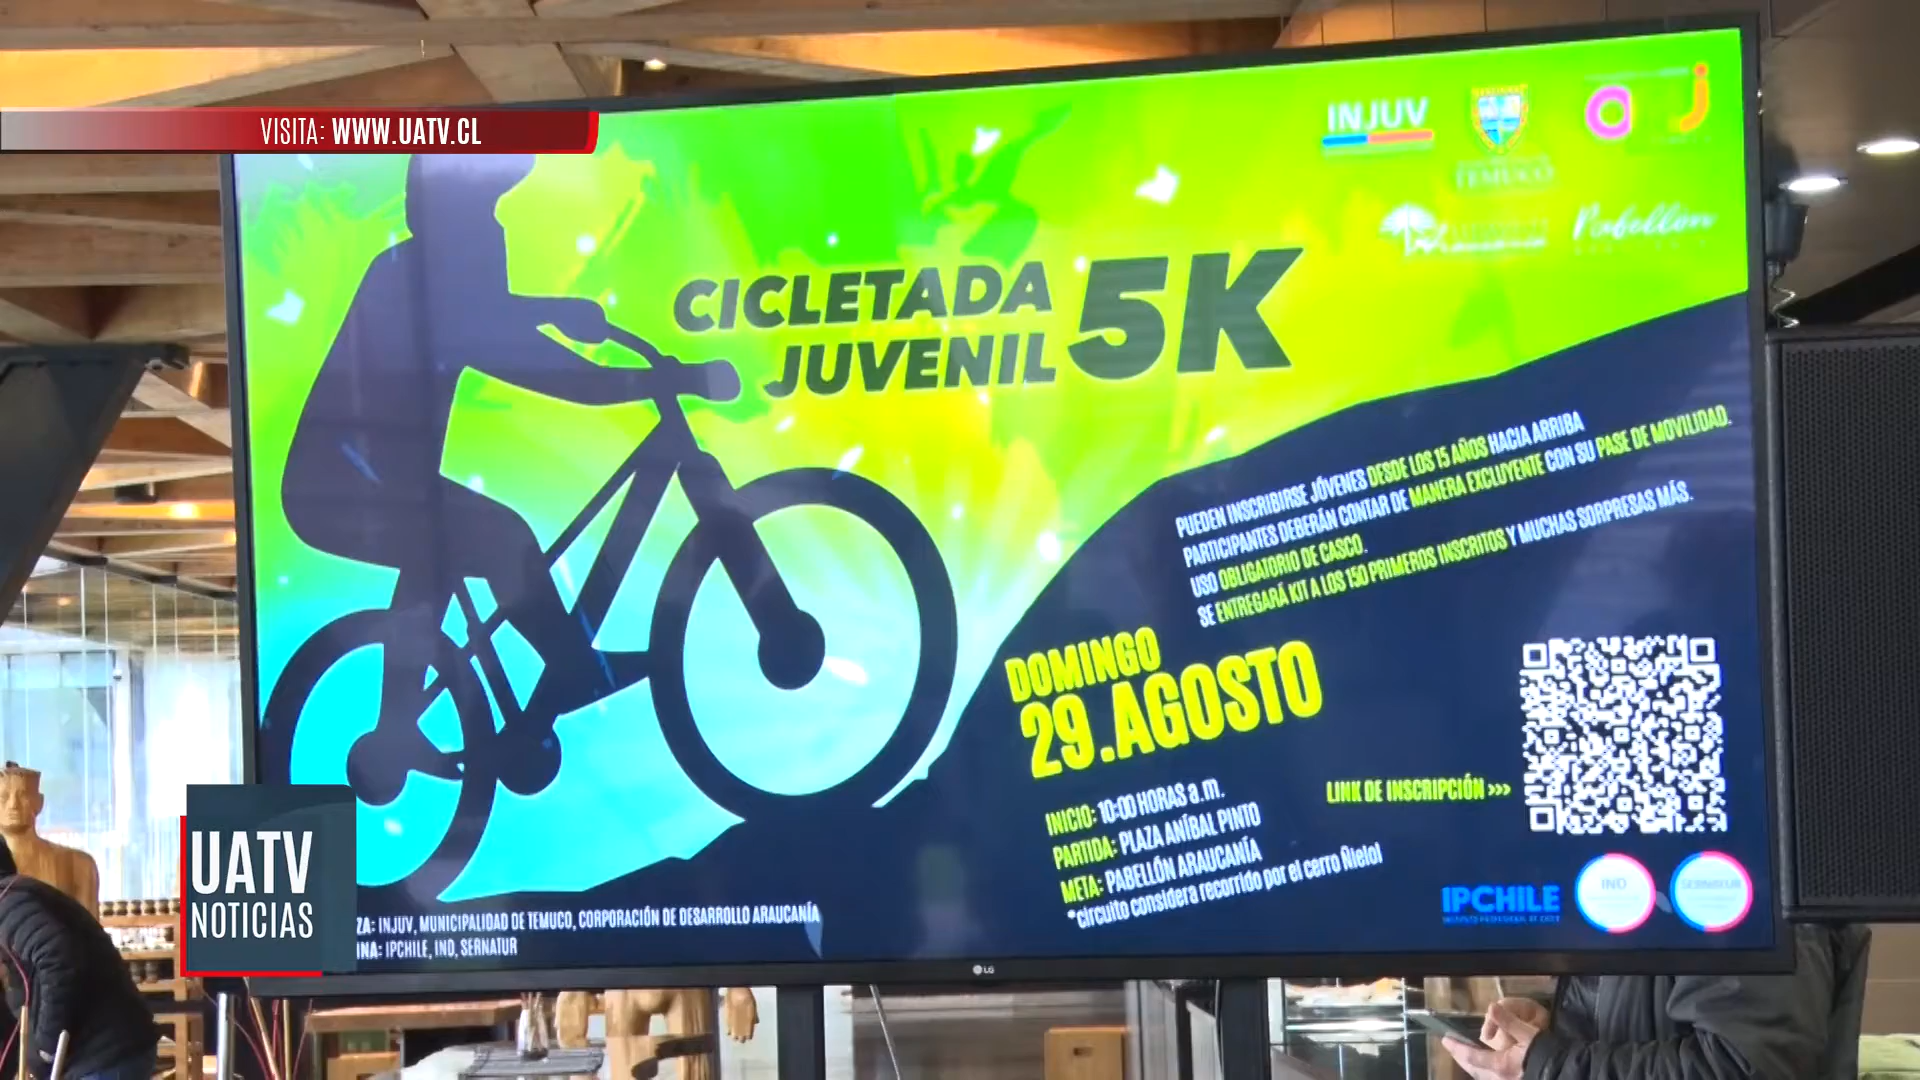 VISITA: WWW.UATV.CL
INJUV
TEMUCO
Pabellón
CICLETADA
JUVENIL
5K
PUEDEN INSCRIBIRSE JÓVENES DESDE LOS 15 AÑOS HACIA ARRIBA
PARTICIPANTES DEBERÁN CONTAR DE MANERA EXCLUYENTE CON SU PASE DE MOVILIDAD.
USO OBLIGATORIO DE CASCO.
SE ENTREGARÁ KIT A LOS 150 PRIMEROS INSCRITOS Y MUCHAS SORPRESAS MÁS.
DOMINGO
29.AGOSTO
LINK DE INSCRIPCIÓN >>>
INICIO: 10:00 HORAS a.m.
PARTIDA: PLAZA ANÍBAL PINTO
META: PABELLÓN ARAUCANÍA
*circuito considera recorrido por el cerro Ñielol
IPCHILE
IND
SERNATUR
UATV
NOTICIAS
ZA: INJUV, MUNICIPALIDAD DE TEMUCO, CORPORACIÓN DE DESARROLLO ARAUCANÍA
INA: IPCHILE, IND, SERNATUR
LG